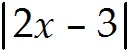 |2x – 3|